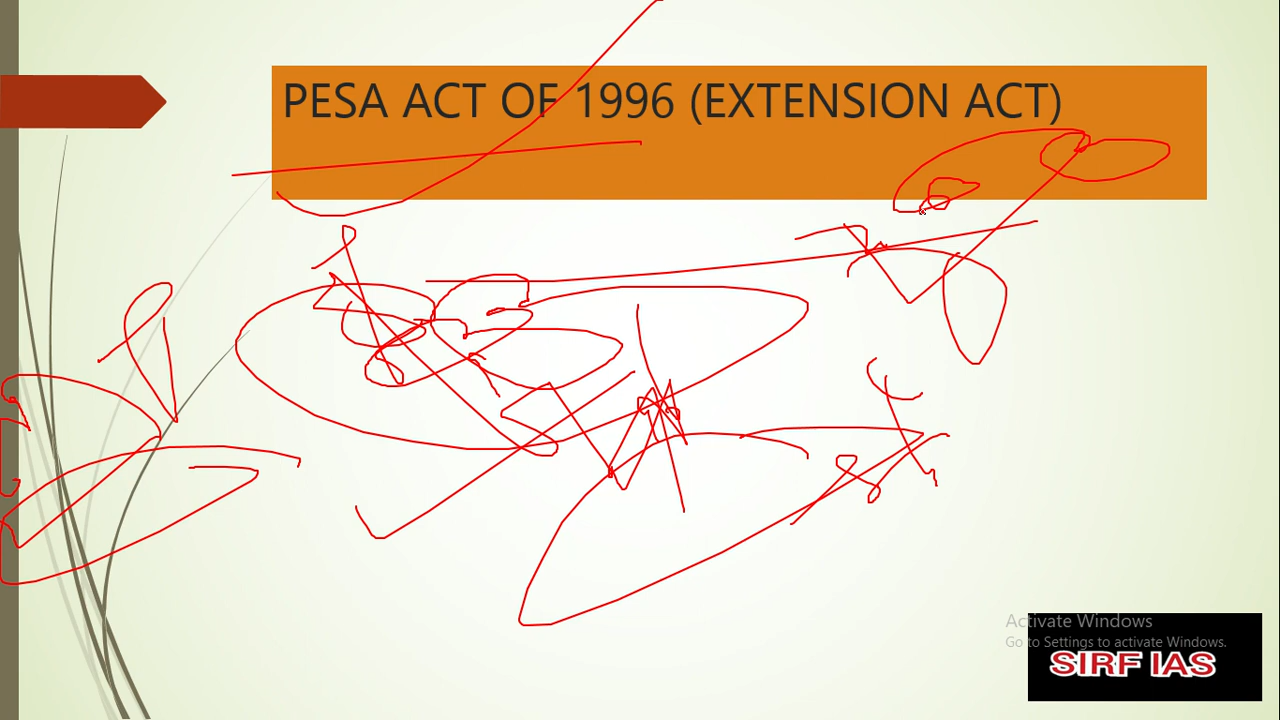 PESA ACT OF 1996 (EXTENSION ACT)
Activate Windows
Go to Settings to activate Windows.
SIRF IAS